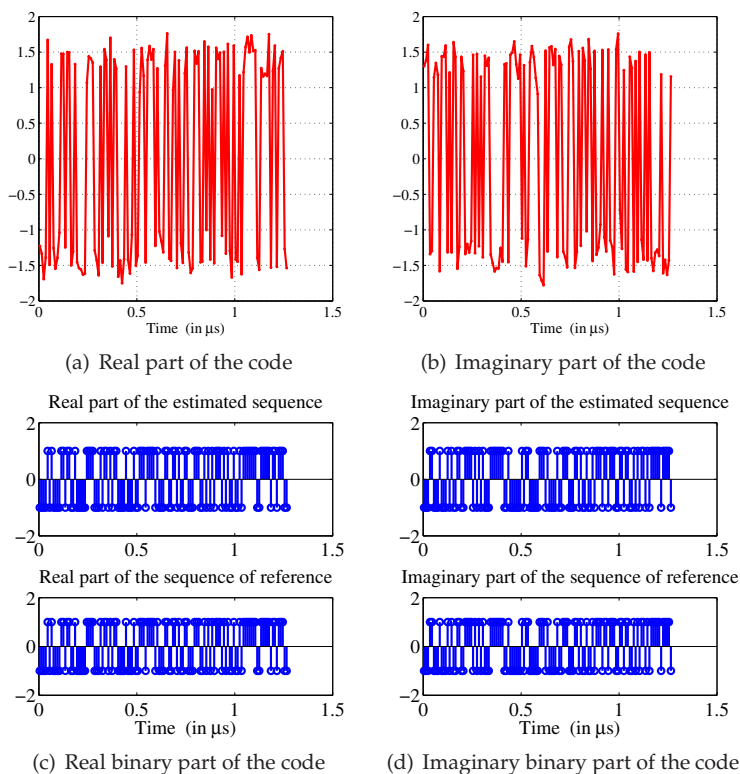 2
1.5
1
0.5
0
−0.5
−1
−1.5
−2
0 0.5 1 1.5
Time (in µs)
(a) Real part of the code
2
1.5
1
0.5
0
−0.5
−1
−1.5
−2
0 0.5 1 1.5
Time (in µs)
(b) Imaginary part of the code
Real part of the estimated sequence
2
0
−2
0 0.5 1 1.5
Real part of the sequence of reference
2
0
−2
0 0.5 1 1.5
Time (in µs)
(c) Real binary part of the code
Imaginary part of the estimated sequence
2
0
−2
0 0.5 1 1.5
Imaginary part of the sequence of reference
2
0
−2
0 0.5 1 1.5
Time (in µs)
(d) Imaginary binary part of the code